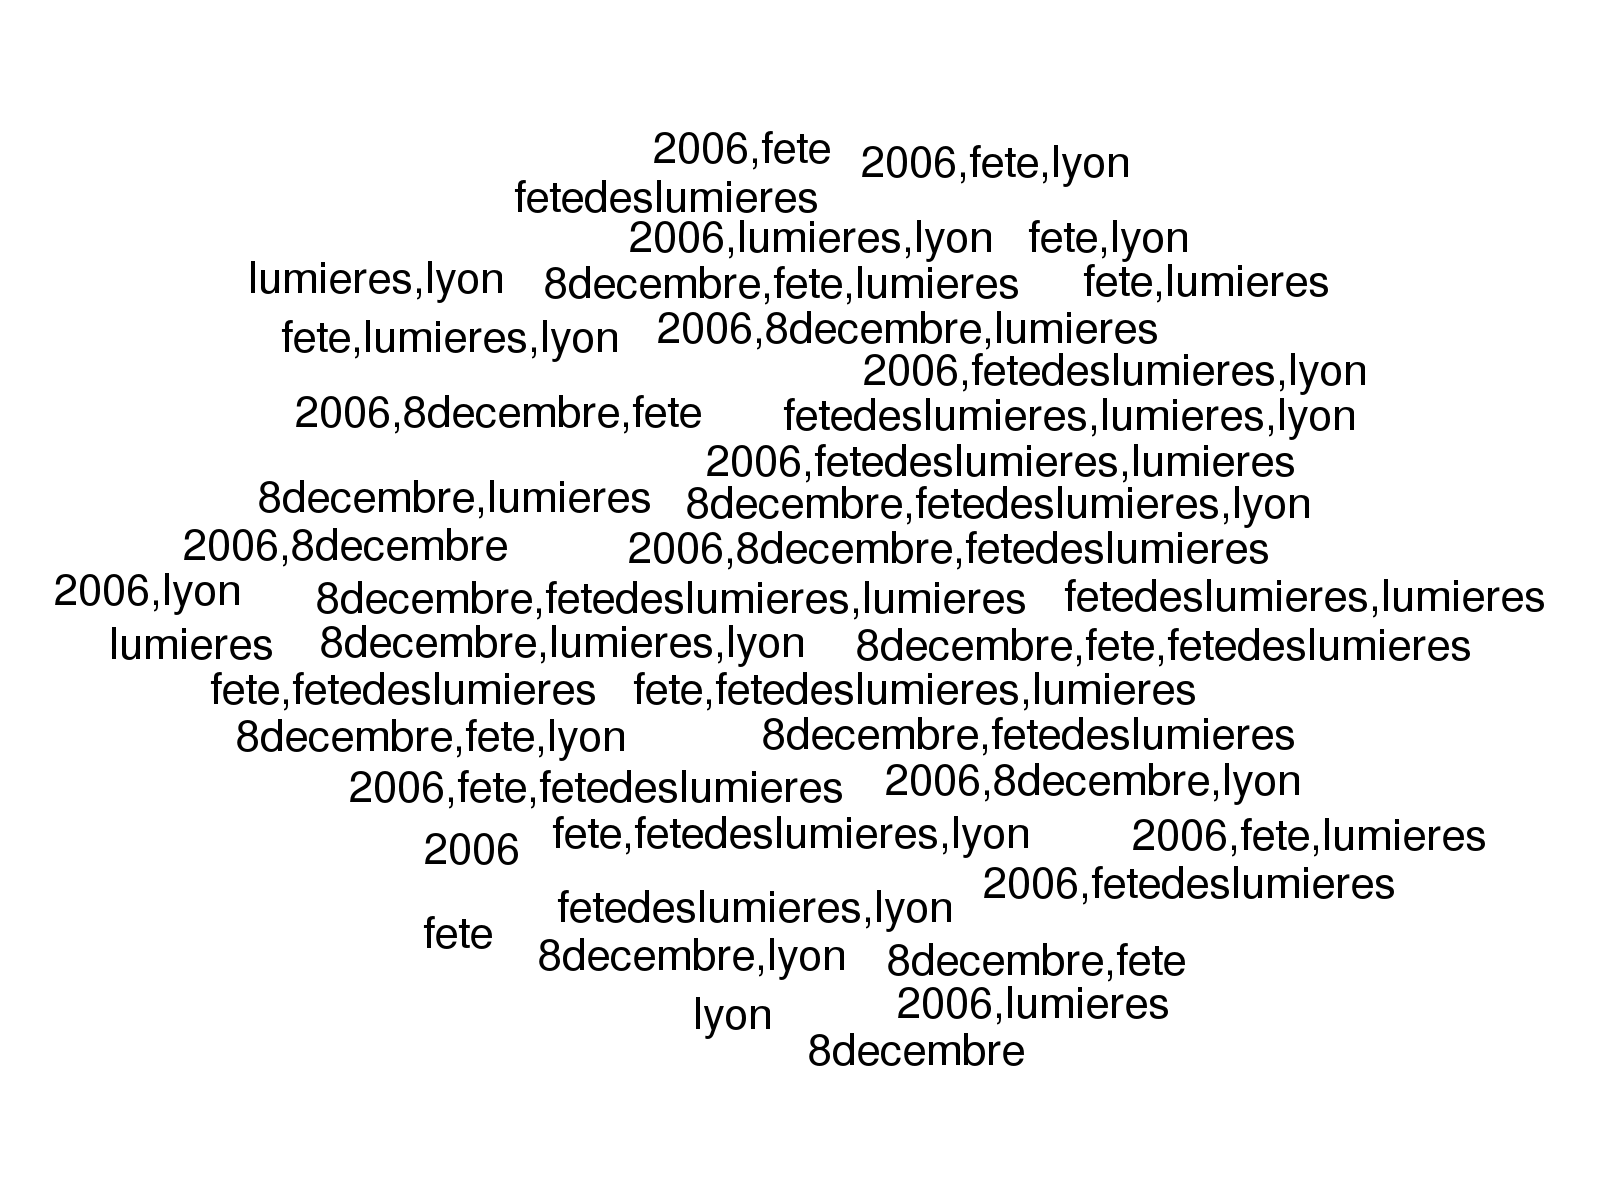 2006,fete
2006,fete,lyon
fetedeslumieres
2006,lumieres,lyon
fete,lyon
lumieres,lyon
8decembre,fete,lumieres
fete,lumieres
fete,lumieres,lyon
2006,8decembre,lumieres
2006,fetedeslumieres,lyon
2006,8decembre,fete
fetedeslumieres,lumieres,lyon
2006,fetedeslumieres,lumieres
8decembre,lumieres
8decembre,fetedeslumieres,lyon
2006,8decembre
2006,8decembre,fetedeslumieres
2006,lyon
8decembre,fetedeslumieres,lumieres
fetedeslumieres,lumieres
lumieres
8decembre,lumieres,lyon
8decembre,fete,fetedeslumieres
fete,fetedeslumieres
fete,fetedeslumieres,lumieres
8decembre,fete,lyon
8decembre,fetedeslumieres
2006,fete,fetedeslumieres
2006,8decembre,lyon
2006
fete,fetedeslumieres,lyon
2006,fete,lumieres
2006,fetedeslumieres
fetedeslumieres,lyon
fete
8decembre,lyon
8decembre,fete
lyon
2006,lumieres
8decembre